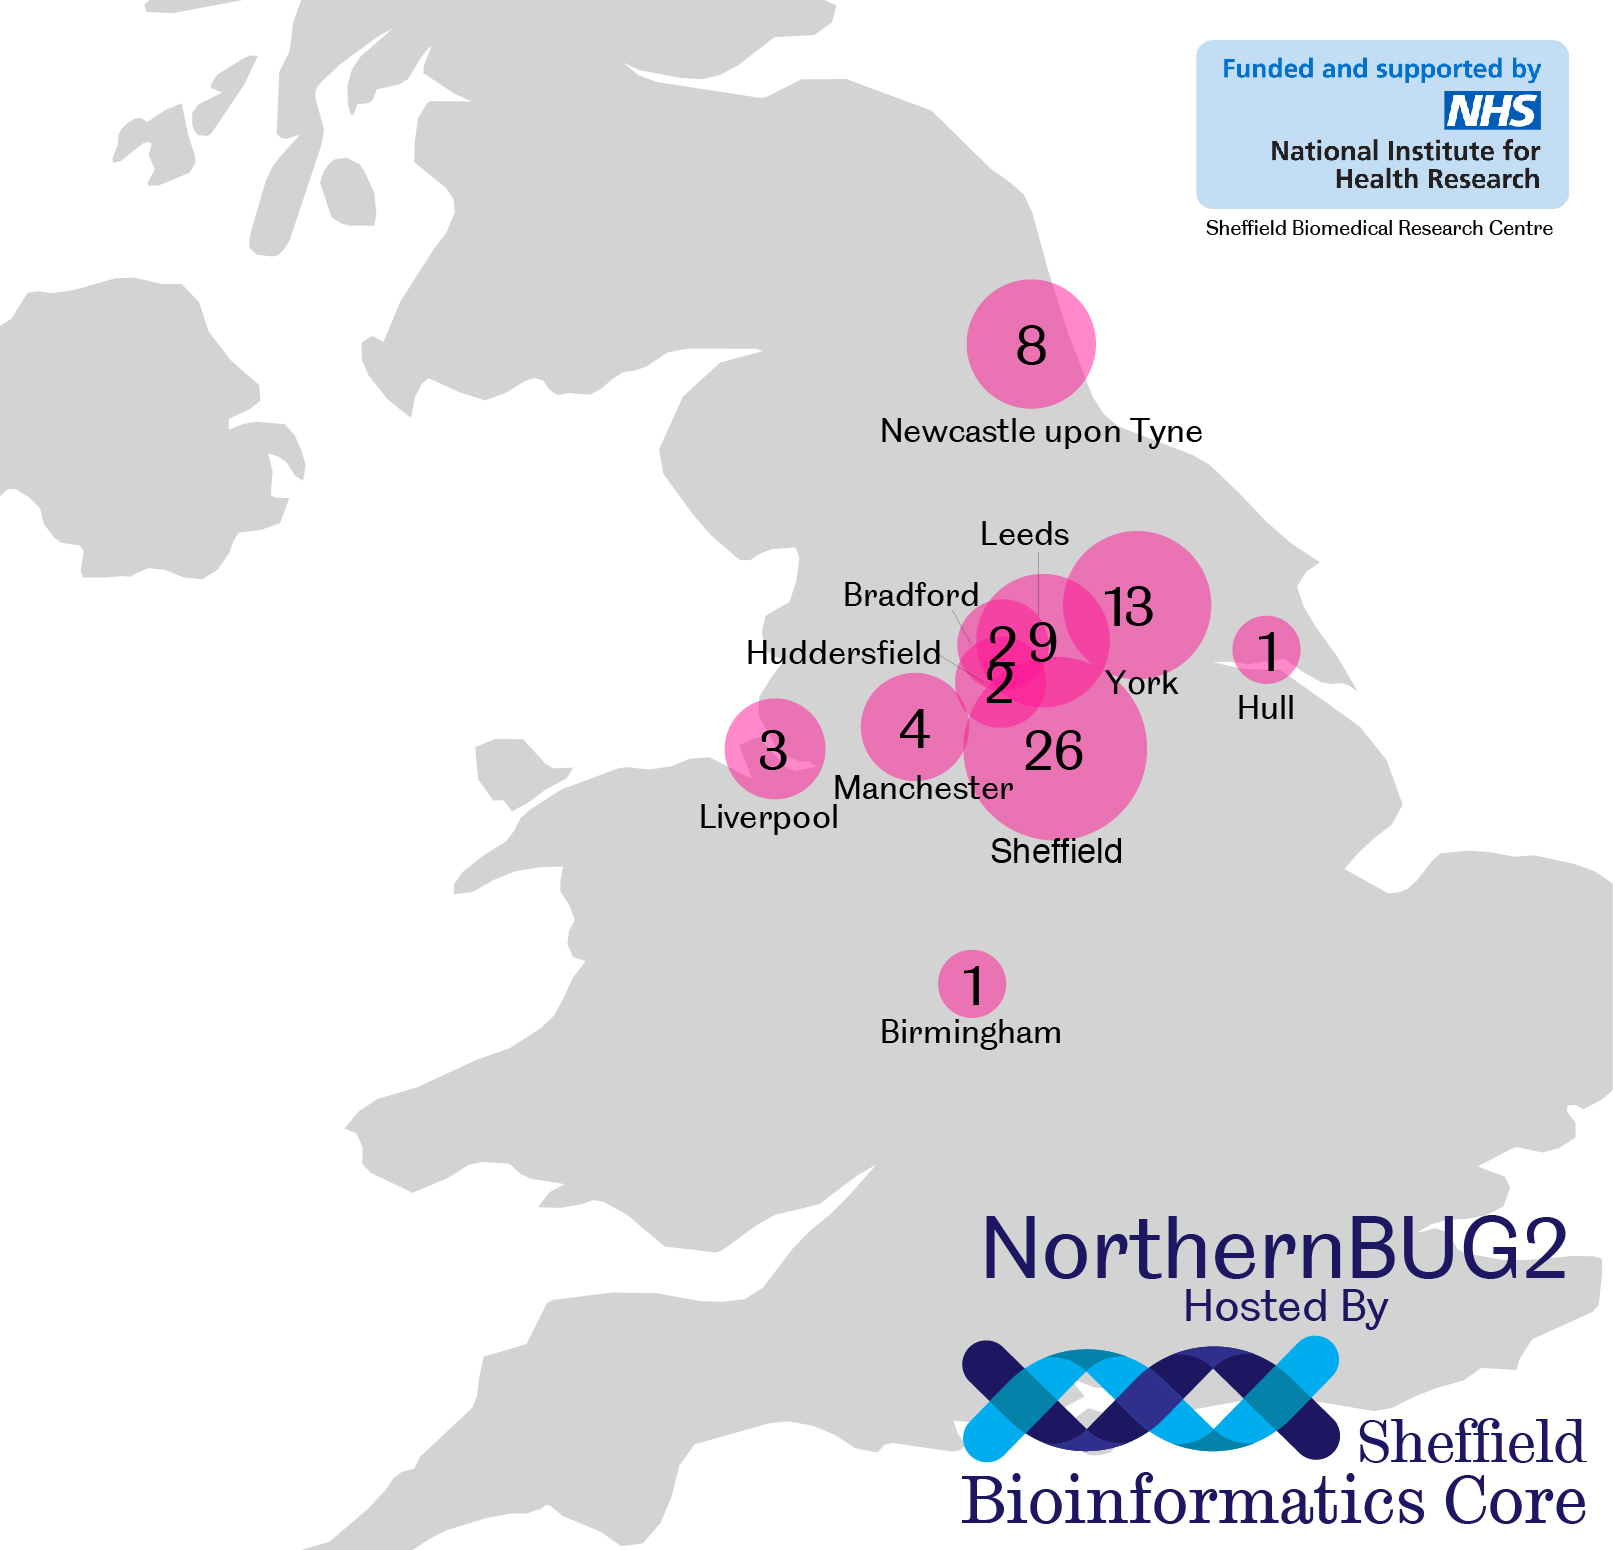 Funded and supported by
NHS
National Institute for
Health Research
Sheffield Biomedical Research Centre
8
Newcastle upon Tyne
Leeds
Bradford
13
Huddersfield
2
9
1
2
York
Hull
3
4
26
Manchester
Liverpool
Sheffield
1
Birmingham
NorthernBUG2
Hosted By
Sheffield
Bioinformatics Core